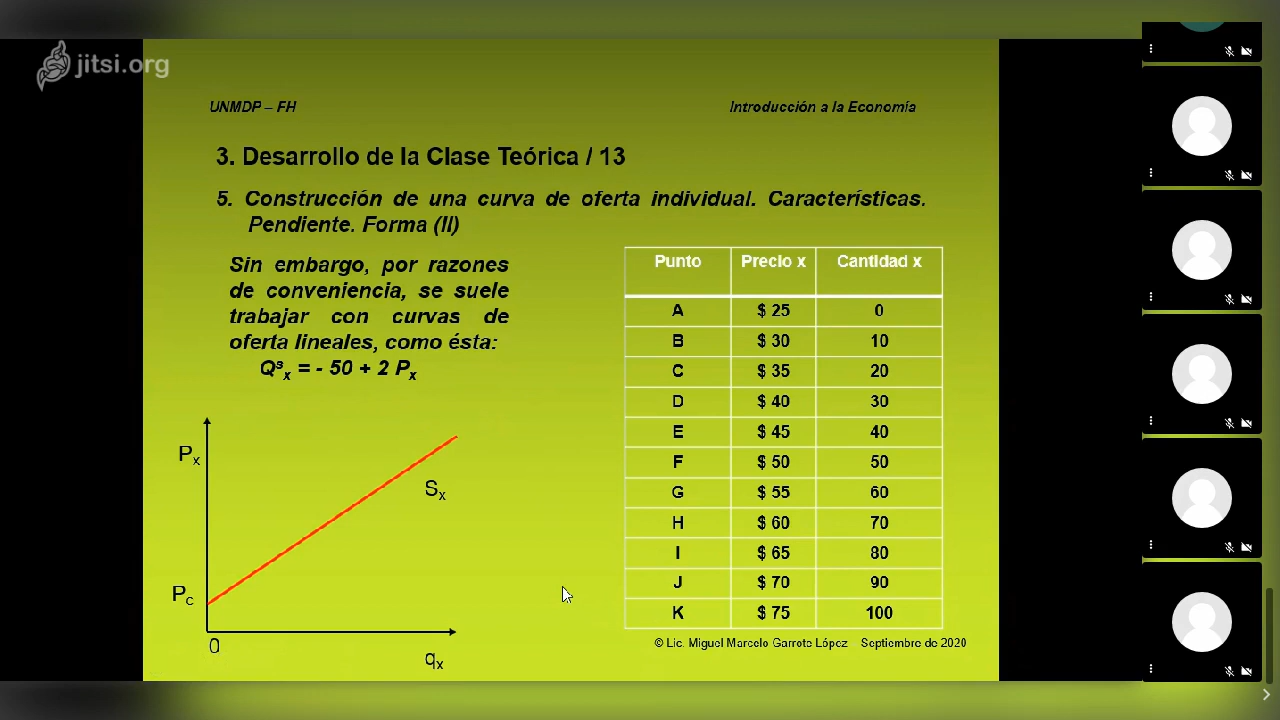 jitsi.org
UNMDP – FH
Introducción a la Economía
3. Desarrollo de la Clase Teórica / 13
5. Construcción de una curva de oferta individual. Características.
Pendiente. Forma (II)
Sin embargo, por razones
de conveniencia, se suele
trabajar con curvas de
oferta lineales, como ésta:
Qˢₓ = - 50 + 2 Pₓ
Pₓ
Sₓ
P꜀
0
qₓ
Punto Precio x Cantidad x
A $ 25 0
B $ 30 10
C $ 35 20
D $ 40 30
E $ 45 40
F $ 50 50
G $ 55 60
H $ 60 70
I $ 65 80
J $ 70 90
K $ 75 100
© Lic. Miguel Marcelo Garrote López Septiembre de 2020